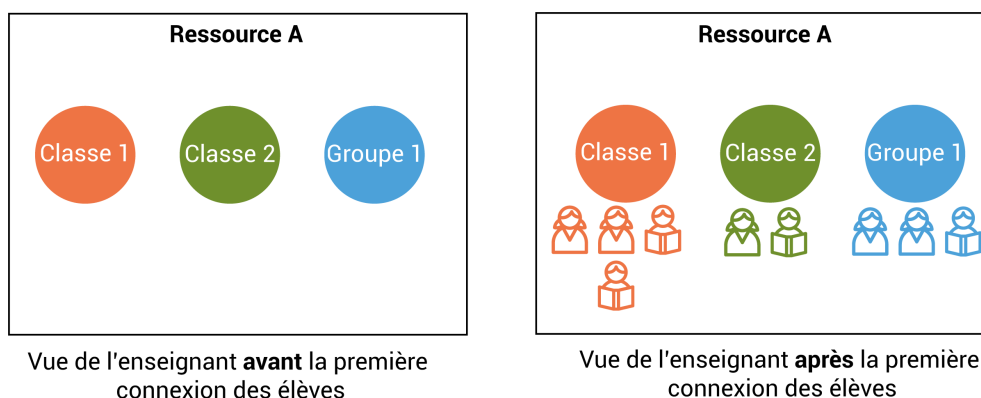 Ressource A
Classe 1
Classe 2
Groupe 1
Vue de l'enseignant avant la première
connexion des élèves
Ressource A
Classe 1
Classe 2
Groupe 1
Vue de l'enseignant après la première
connexion des élèves